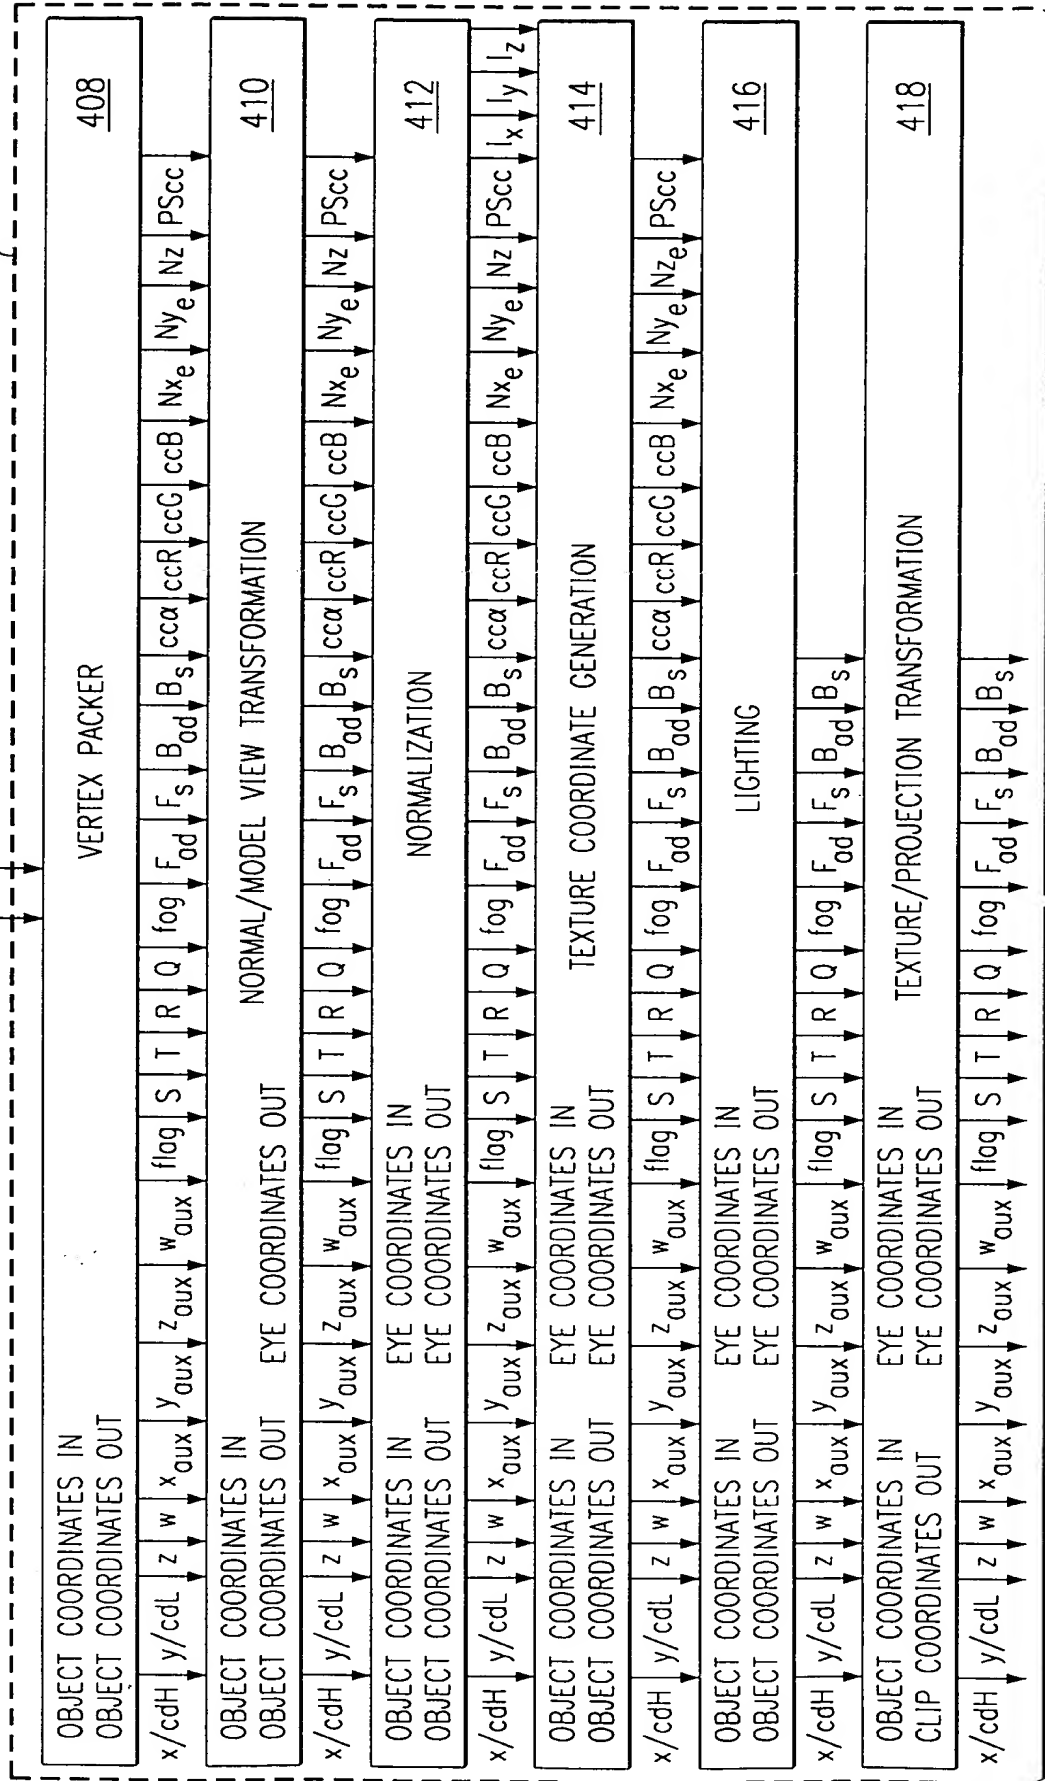 VERTEX PACKER
408
OBJECT COORDINATES IN
OBJECT COORDINATES OUT
x/cdH y/cdL z w x_aux y_aux z_aux w_aux flag S T R Q fog F_ad F_s B_ad B_s ccα ccR ccG ccB Nx_e Ny_e Nz PScc
NORMAL/MODEL VIEW TRANSFORMATION
410
OBJECT COORDINATES IN
OBJECT COORDINATES OUT EYE COORDINATES OUT
x/cdH y/cdL z w x_aux y_aux z_aux w_aux flag S T R Q fog F_ad F_s B_ad B_s ccα ccR ccG ccB Nx_e Ny_e Nz PScc
NORMALIZATION
412
OBJECT COORDINATES IN EYE COORDINATES IN
OBJECT COORDINATES OUT EYE COORDINATES OUT
x/cdH y/cdL z w x_aux y_aux z_aux w_aux flag S T R Q fog F_ad F_s B_ad B_s ccα ccR ccG ccB Nx_e Ny_e Nz PScc l_x l_y l_z
TEXTURE COORDINATE GENERATION
414
OBJECT COORDINATES IN EYE COORDINATES IN
OBJECT COORDINATES OUT EYE COORDINATES OUT
x/cdH y/cdL z w x_aux y_aux z_aux w_aux flag S T R Q fog F_ad F_s B_ad B_s ccα ccR ccG ccB Nx_e Ny_e Nz_e PScc
LIGHTING
416
OBJECT COORDINATES IN EYE COORDINATES IN
OBJECT COORDINATES OUT EYE COORDINATES OUT
x/cdH y/cdL z w x_aux y_aux z_aux w_aux flag S T R Q fog F_ad F_s B_ad B_s
TEXTURE/PROJECTION TRANSFORMATION
418
OBJECT COORDINATES IN EYE COORDINATES IN
CLIP COORDINATES OUT EYE COORDINATES OUT
x/cdH y/cdL z w x_aux y_aux z_aux w_aux flag S T R Q fog F_ad F_s B_ad B_s